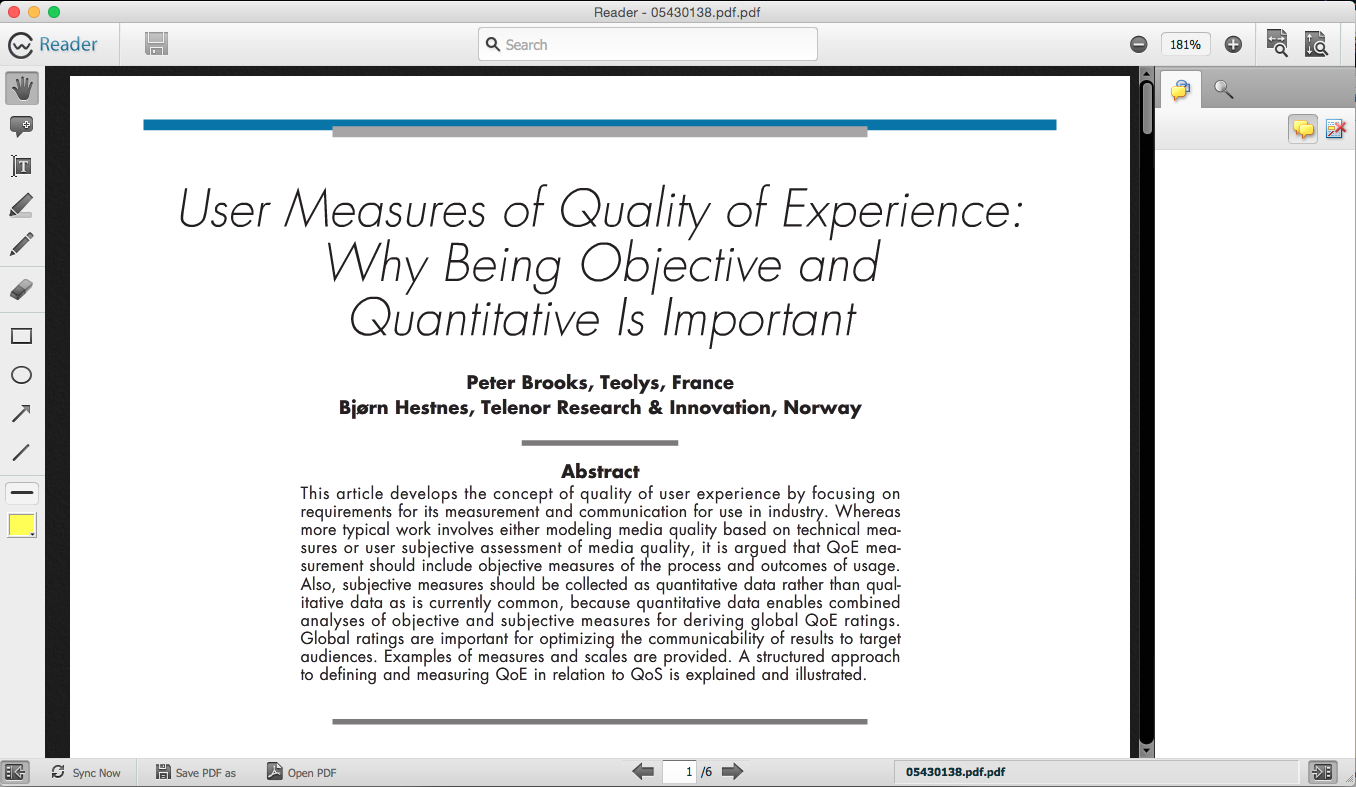 Reader - 05430138.pdf.pdf
Reader
Search
181%
T
User Measures of Quality of Experience:
Why Being Objective and
Quantitative Is Important
Peter Brooks, Teolys, France
Bjørn Hestnes, Telenor Research & Innovation, Norway
Abstract
This article develops the concept of quality of user experience by focusing on
requirements for its measurement and communication for use in industry. Whereas
more typical work involves either modeling media quality based on technical mea-
sures or user subjective assessment of media quality, it is argued that QoE mea-
surement should include objective measures of the process and outcomes of usage.
Also, subjective measures should be collected as quantitative data rather than qual-
itative data as is currently common, because quantitative data enables combined
analyses of objective and subjective measures for deriving global QoE ratings.
Global ratings are important for optimizing the communicability of results to target
audiences. Examples of measures and scales are provided. A structured approach
to defining and measuring QoE in relation to QoS is explained and illustrated.
Sync Now
Save PDF as
Open PDF
1 /6
05430138.pdf.pdf